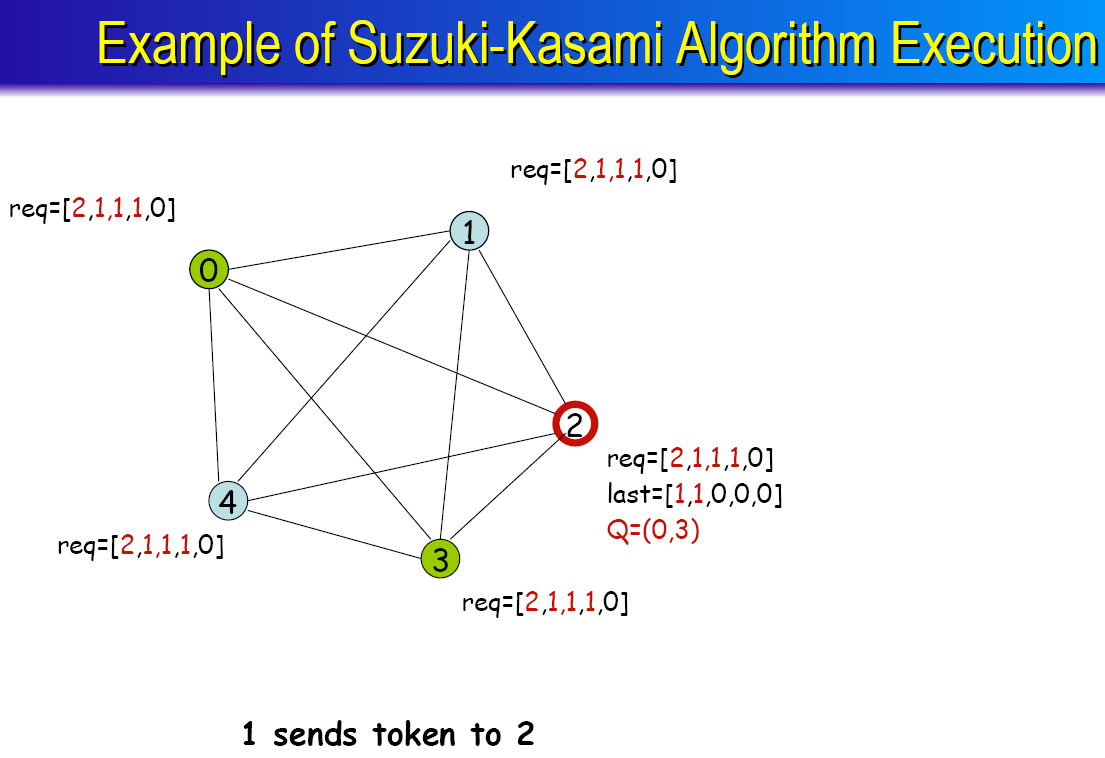 Example of Suzuki-Kasami Algorithm Execution
req=[2,1,1,1,0]
req=[2,1,1,1,0]
1
0
2
req=[2,1,1,1,0]
last=[1,1,0,0,0]
Q=(0,3)
4
req=[2,1,1,1,0]
3
req=[2,1,1,1,0]
1 sends token to 2